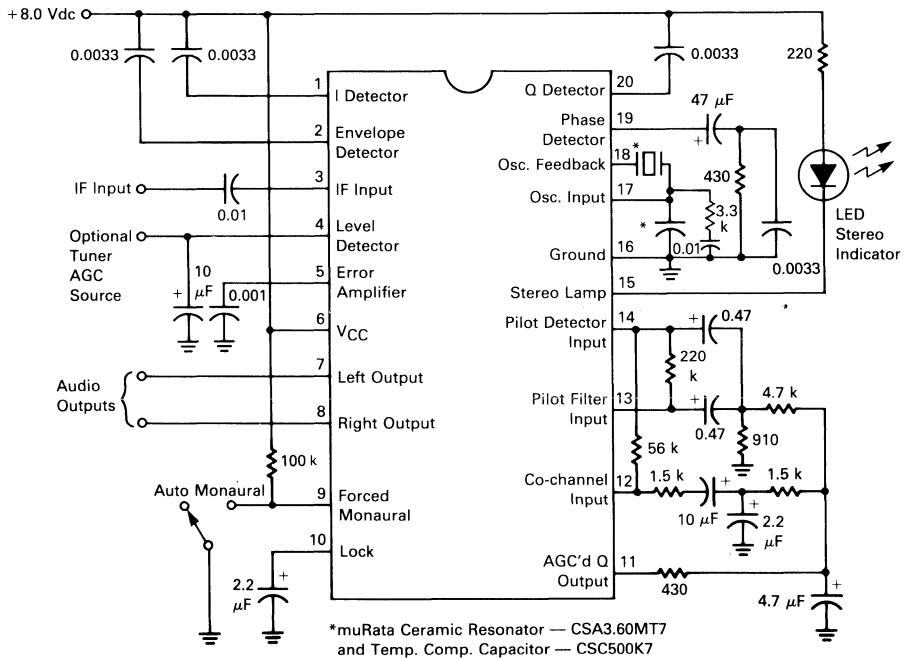 +8.0 Vdc
0.0033
0.0033
0.0033
220
1
I Detector
Q Detector
20
2
Envelope
Detector
Phase
Detector
19
47 μF
+
Osc. Feedback
18
*
430
IF Input
0.01
3
IF Input
Osc. Input
17
3.3
k
*
0.01
0.0033
LED
Stereo
Indicator
Optional
Tuner
AGC
Source
4
Level
Detector
Ground
16
10
μF
+
0.001
5
Error
Amplifier
Stereo Lamp
15
6
VCC
Pilot Detector
Input
14
+
0.47
220
k
Audio
Outputs
7
Left Output
8
Right Output
Pilot Filter
Input
13
+
0.47
4.7 k
910
56 k
100 k
Auto Monaural
9
Forced
Monaural
Co-channel
Input
12
1.5 k
+
10 μF
1.5 k
+
2.2
μF
10
Lock
2.2
μF
+
AGC'd Q
Output
11
430
4.7 μF
+
*muRata Ceramic Resonator — CSA3.60MT7
and Temp. Comp. Capacitor — CSC500K7